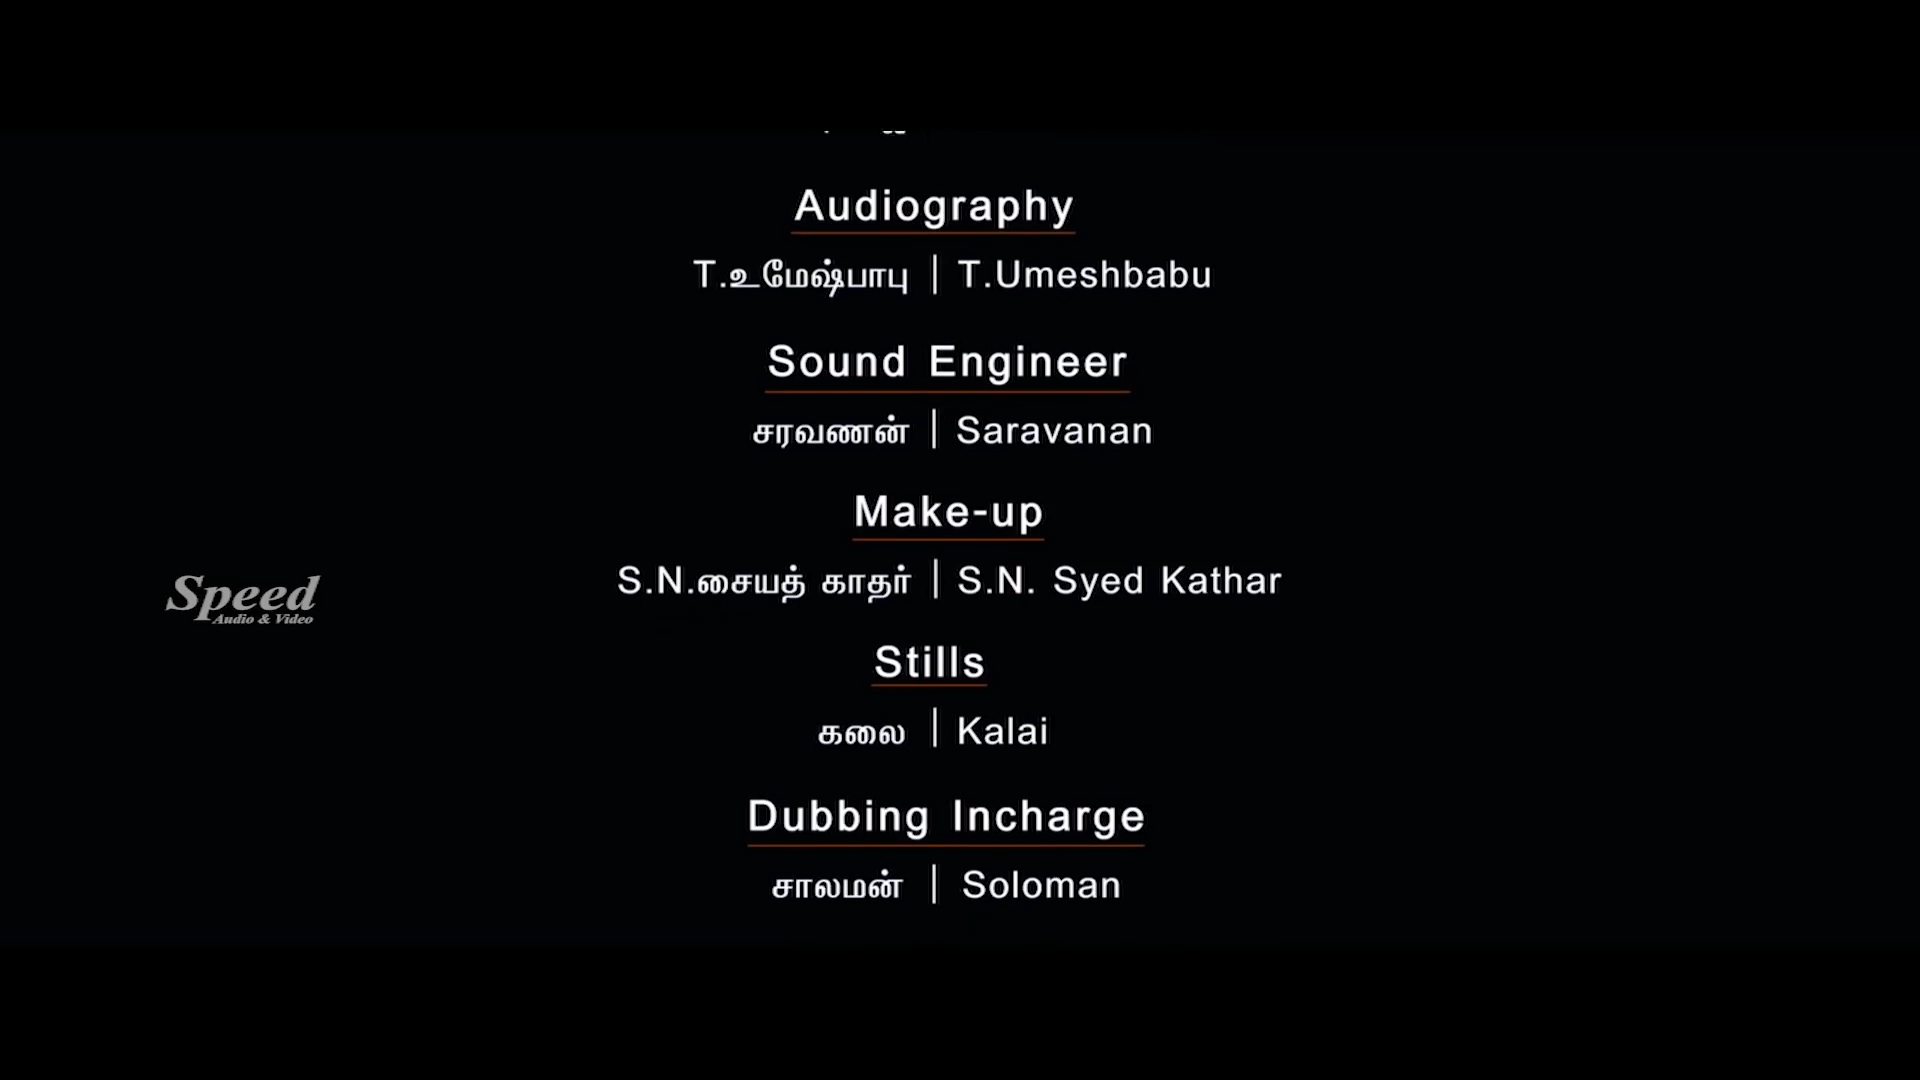 Audiography
T.உமேஷ்பாபு | T.Umeshbabu
Sound Engineer
சரவணன் | Saravanan
Make-up
S.N.சையத் காதர் | S.N. Syed Kathar
Speed
Audio & Video
Stills
கலை | Kalai
Dubbing Incharge
சாலமன் | Soloman